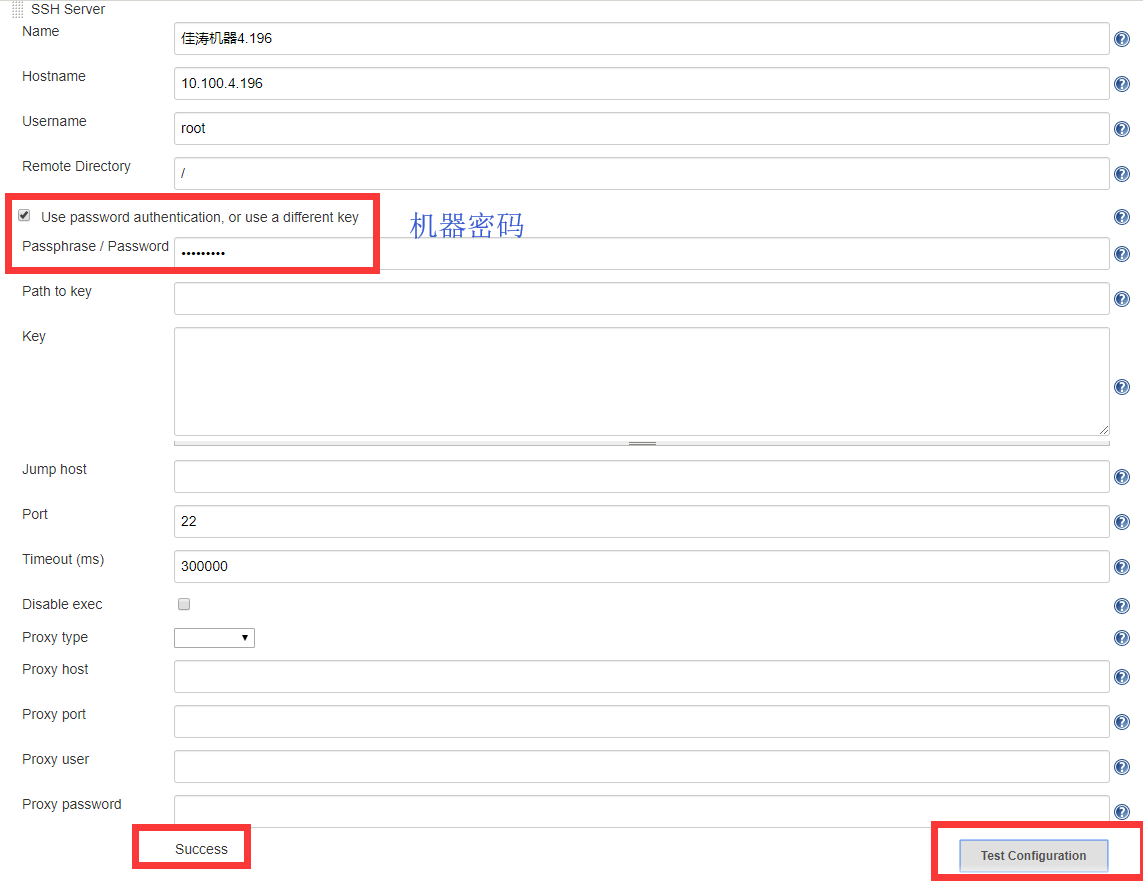 SSH Server
Name
佳涛机器4.196
Hostname
10.100.4.196
Username
root
Remote Directory
/
Use password authentication, or use a different key
机器密码
Passphrase / Password
•••••••••
Path to key
Key
Jump host
Port
22
Timeout (ms)
300000
Disable exec
Proxy type
Proxy host
Proxy port
Proxy user
Proxy password
Success
Test Configuration